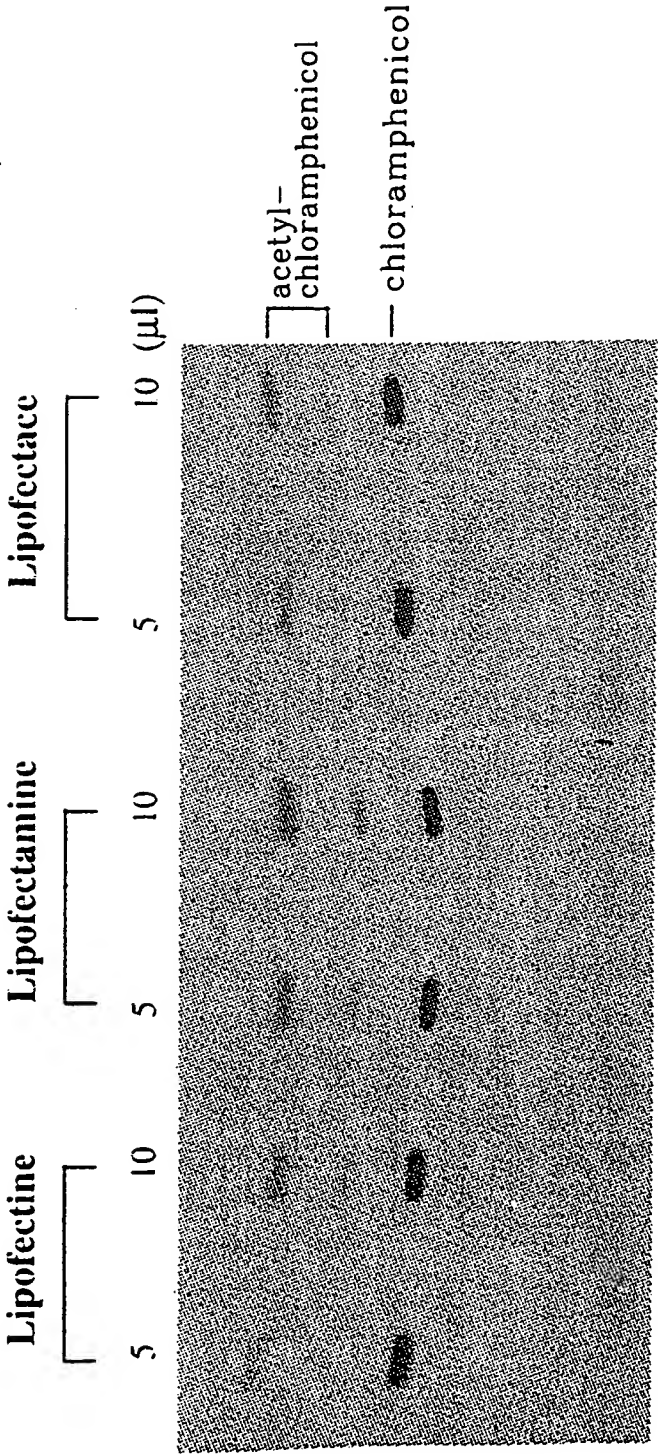 Lipofectine
Lipofectamine
Lipofectace
5
10
5
10
5
10 (µl)
acetyl-
chloramphenicol
chloramphenicol